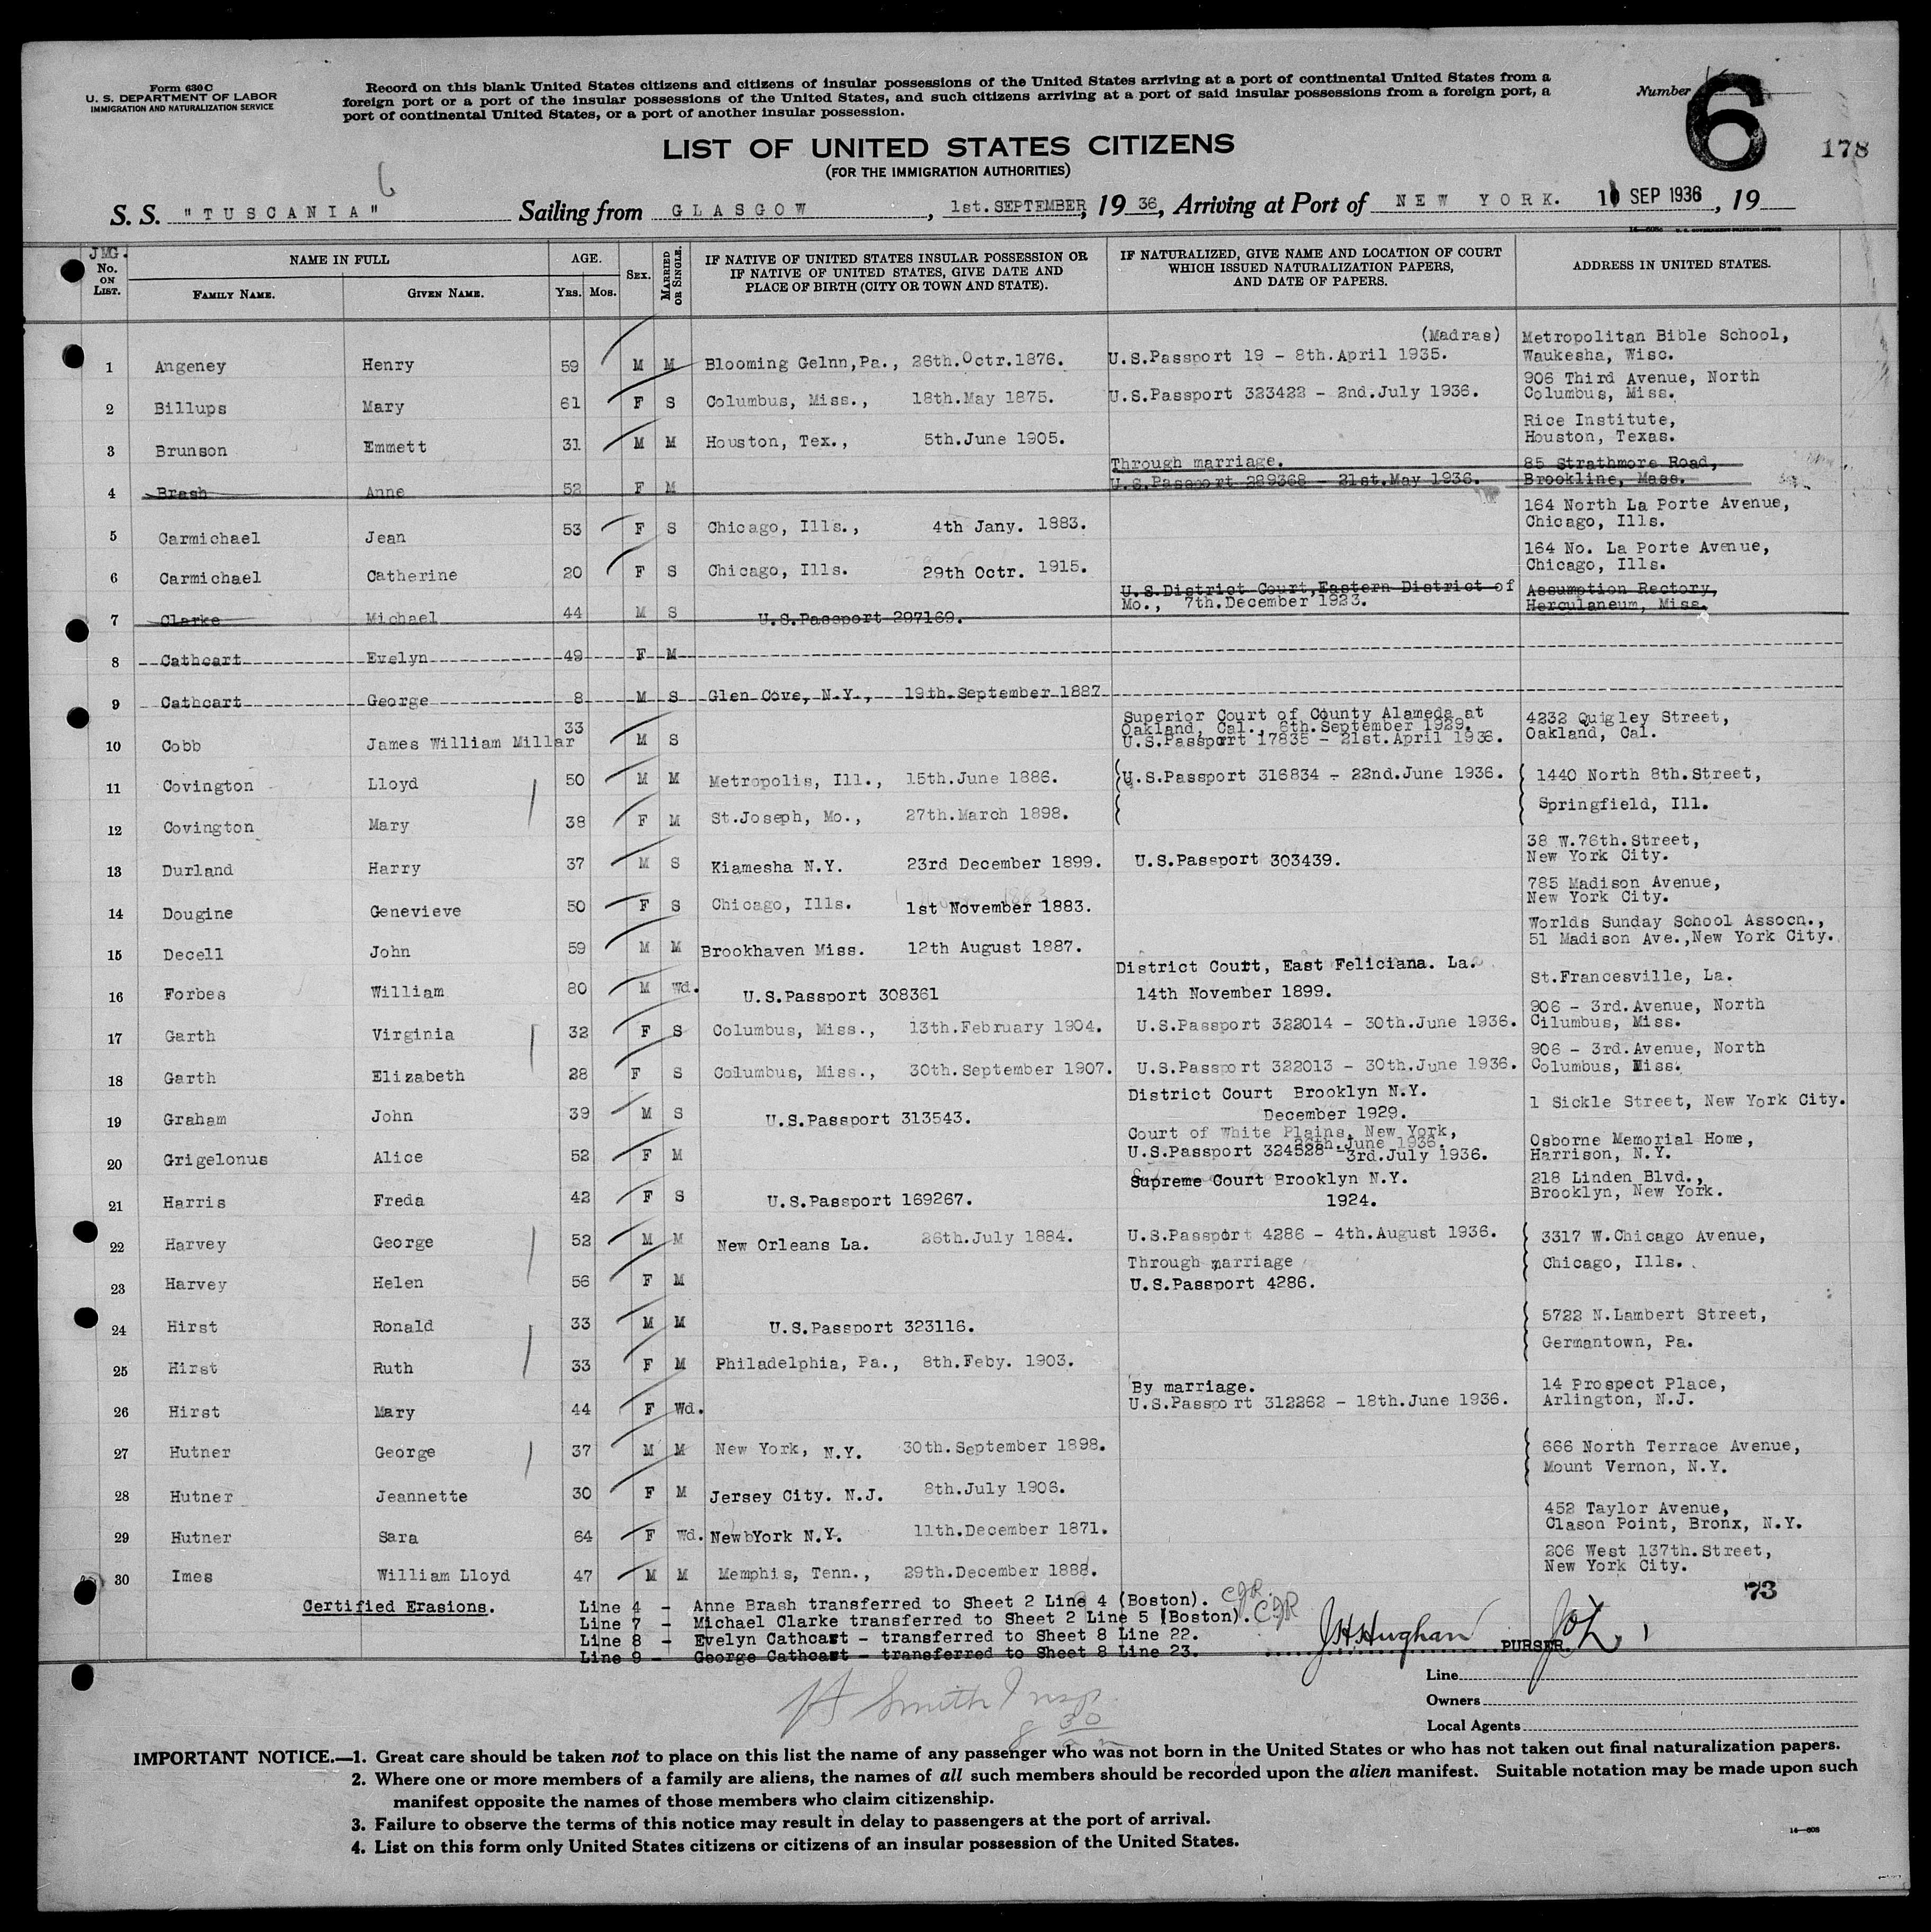 Form 630 C
U. S. DEPARTMENT OF LABOR
IMMIGRATION AND NATURALIZATION SERVICE
Record on this blank United States citizens and citizens of insular possessions of the United States arriving at a port of continental United States from a
foreign port or a port of the insular possessions of the United States, and such citizens arriving at a port of said insular possessions from a foreign port, a
port of continental United States, or a port of another insular possession.
Number 6
178
LIST OF UNITED STATES CITIZENS
(FOR THE IMMIGRATION AUTHORITIES)
6
S. S. "TUSCANIA" Sailing from GLASGOW, 1st.SEPTEMBER, 1936, Arriving at Port of NEW YORK. 10 SEP 1936, 19
JMG.
No. ON LIST. NAME IN FULL FAMILY NAME. GIVEN NAME. AGE. YRS. MOS. SEX. MARRIED OR SINGLE. IF NATIVE OF UNITED STATES INSULAR POSSESSION OR IF NATIVE OF UNITED STATES, GIVE DATE AND PLACE OF BIRTH (CITY OR TOWN AND STATE). IF NATURALIZED, GIVE NAME AND LOCATION OF COURT WHICH ISSUED NATURALIZATION PAPERS, AND DATE OF PAPERS. ADDRESS IN UNITED STATES.
1 Angeney Henry 59 M M Blooming Gelnn,Pa., 26th.Octr.1876. (Madras) U.S.Passport 19 - 8th.April 1935. Metropolitan Bible School, Waukesha, Wisc.
2 Billups Mary 61 F S Columbus, Miss., 18th.May 1875. U.S.Passport 323422 - 2nd.July 1936. 906 Third Avenue, North Columbus, Miss.
3 Brunson Emmett 31 M M Houston, Tex., 5th.June 1905. Rice Institute, Houston, Texas.
4 Brash Anne 52 F M Through marriage. U.S.Passport 289368 - 21st.May 1936. 85 Strathmore Road, Brookline, Mass.
5 Carmichael Jean 53 F S Chicago, Ills., 4th Jany. 1883. 164 North La Porte Avenue, Chicago, Ills.
6 Carmichael Catherine 20 F S Chicago, Ills. 29th Octr. 1915. 164 No. La Porte Avenue, Chicago, Ills.
7 Clarke Michael 44 M S U.S.Passport 297169. U.S.District Court,Eastern District of Mo., 7th.December 1923. Assumption Rectory, Herculaneum, Miss.
8 Cathcart Evelyn 49 F M
9 Cathcart George 8 M S Glen Cove, N.Y., 19th.September 1887
10 Cobb James William Millar 33 M S Superior Court of County Alameda at Oakland, Cal., 6th.September 1929. U.S.Passport 17835 - 21st.April 1936. 4232 Quigley Street, Oakland, Cal.
11 Covington Lloyd 50 M M Metropolis, Ill., 15th.June 1886. U.S.Passport 316834 - 22nd.June 1936. 1440 North 8th.Street,
12 Covington Mary 38 F M St.Joseph, Mo., 27th.March 1898. Springfield, Ill.
13 Durland Harry 37 M S Kiamesha N.Y. 23rd December 1899. U.S.Passport 303439. 38 W.76th.Street, New York City.
14 Dougine Genevieve 50 F S Chicago, Ills. 1st November 1883. 785 Madison Avenue, New York City.
15 Decell John 59 M M Brookhaven Miss. 12th August 1887. Worlds Sunday School Assocn., 51 Madison Ave.,New York City.
16 Forbes William 80 M Wd. U.S.Passport 308361 District Court, East Feliciana. La. 14th November 1899. St.Francesville, La.
17 Garth Virginia 32 F S Columbus, Miss., 13th.February 1904. U.S.Passport 322014 - 30th.June 1936. 906 - 3rd.Avenue, North Cilumbus, Miss.
18 Garth Elizabeth 28 F S Columbus, Miss., 30th.September 1907. U.S.Passport 322013 - 30th.June 1936. 906 - 3rd.Avenue, North Columbus, Miss.
19 Graham John 39 M S U.S.Passport 313543. District Court Brooklyn N.Y. December 1929. 1 Sickle Street, New York City.
20 Grigelonus Alice 52 F M Court of White Plains, New York, 26th.June 1936. U.S.Passport 324528 - 3rd.July 1936. Osborne Memorial Home, Harrison, N.Y.
21 Harris Freda 42 F S U.S.Passport 169267. Supreme Court Brooklyn N.Y. 1924. 218 Linden Blvd., Brooklyn, New York.
22 Harvey George 52 M M New Orleans La. 26th.July 1884. U.S.Passport 4286 - 4th.August 1936. 3317 W.Chicago Avenue,
23 Harvey Helen 56 F M Through marriage U.S.Passport 4286. Chicago, Ills.
24 Hirst Ronald 33 M M U.S.Passport 323116. 5722 N.Lambert Street,
25 Hirst Ruth 33 F M Philadelphia, Pa., 8th.Feby. 1903. Germantown, Pa.
26 Hirst Mary 44 F Wd. By marriage. U.S.Passport 312262 - 18th.June 1936. 14 Prospect Place, Arlington, N.J.
27 Hutner George 37 M M New York, N.Y. 30th.September 1898. 666 North Terrace Avenue,
28 Hutner Jeannette 30 F M Jersey City. N.J. 8th.July 1906. Mount Vernon, N.Y.
29 Hutner Sara 64 F Wd. NewbYork N.Y. 11th.December 1871. 452 Taylor Avenue, Clason Point, Bronx, N.Y.
30 Imes William Lloyd 47 M M Memphis, Tenn., 29th.December 1888. 206 West 137th.Street, New York City.
73
Certified Erasions. Line 4 - Anne Brash transferred to Sheet 2 Line 4 (Boston). CJR
Line 7 - Michael Clarke transferred to Sheet 2 Line 5 (Boston). CJR
Line 8 - Evelyn Cathcart - transferred to Sheet 8 Line 22.
Line 9 - George Cathcart - transferred to Sheet 8 Line 23.
PURSER.
Smith Insp.
8 30
Line
Owners
Local Agents
IMPORTANT NOTICE.—1. Great care should be taken not to place on this list the name of any passenger who was not born in the United States or who has not taken out final naturalization papers.
2. Where one or more members of a family are aliens, the names of all such members should be recorded upon the alien manifest. Suitable notation may be made upon such
manifest opposite the names of those members who claim citizenship.
3. Failure to observe the terms of this notice may result in delay to passengers at the port of arrival.
4. List on this form only United States citizens or citizens of an insular possession of the United States.